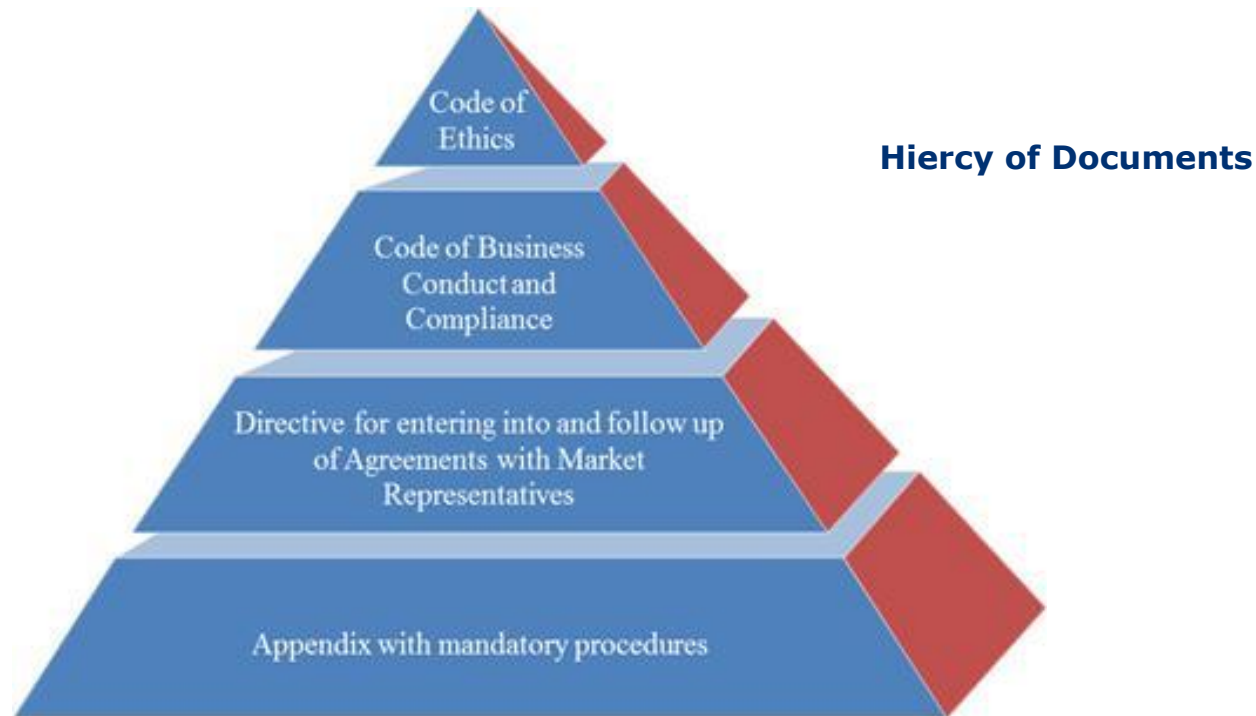 Code of
Ethics
Hiercy of Documents
Code of Business
Conduct and
Compliance
Directive for entering into and follow up
of Agreements with Market
Representatives
Appendix with mandatory procedures